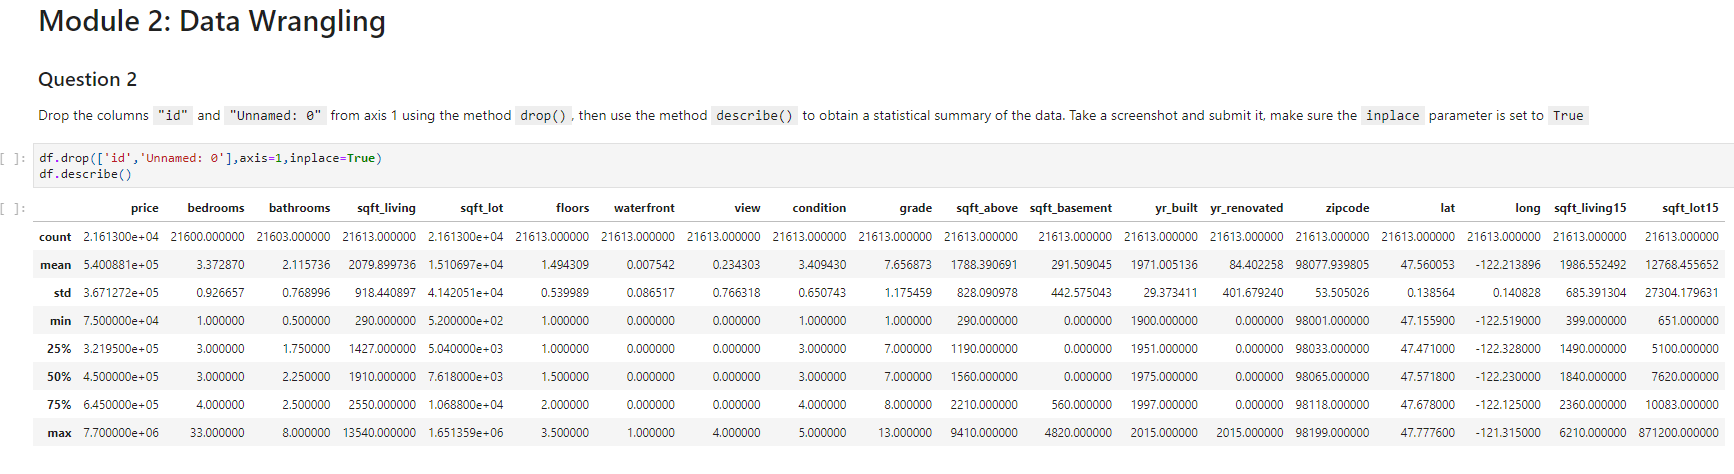 Module 2: Data Wrangling
Question 2
Drop the columns "id" and "Unnamed: 0" from axis 1 using the method drop(), then use the method describe() to obtain a statistical summary of the data. Take a screenshot and submit it, make sure the inplace parameter is set to True
[ ]: df.drop(['id','Unnamed: 0'],axis=1,inplace=True)
df.describe()
[ ]: price bedrooms bathrooms sqft_living sqft_lot floors waterfront view condition grade sqft_above sqft_basement yr_built yr_renovated zipcode lat long sqft_living15 sqft_lot15
count 2.161300e+04 21600.000000 21603.000000 21613.000000 2.161300e+04 21613.000000 21613.000000 21613.000000 21613.000000 21613.000000 21613.000000 21613.000000 21613.000000 21613.000000 21613.000000 21613.000000 21613.000000 21613.000000 21613.000000
mean 5.400881e+05 3.372870 2.115736 2079.899736 1.510697e+04 1.494309 0.007542 0.234303 3.409430 7.656873 1788.390691 291.509045 1971.005136 84.402258 98077.939805 47.560053 -122.213896 1986.552492 12768.455652
std 3.671272e+05 0.926657 0.768996 918.440897 4.142051e+04 0.539989 0.086517 0.766318 0.650743 1.175459 828.090978 442.575043 29.373411 401.679240 53.505026 0.138564 0.140828 685.391304 27304.179631
min 7.500000e+04 1.000000 0.500000 290.000000 5.200000e+02 1.000000 0.000000 0.000000 1.000000 1.000000 290.000000 0.000000 1900.000000 0.000000 98001.000000 47.155900 -122.519000 399.000000 651.000000
25% 3.219500e+05 3.000000 1.750000 1427.000000 5.040000e+03 1.000000 0.000000 0.000000 3.000000 7.000000 1190.000000 0.000000 1951.000000 0.000000 98033.000000 47.471000 -122.328000 1490.000000 5100.000000
50% 4.500000e+05 3.000000 2.250000 1910.000000 7.618000e+03 1.500000 0.000000 0.000000 3.000000 7.000000 1560.000000 0.000000 1975.000000 0.000000 98065.000000 47.571800 -122.230000 1840.000000 7620.000000
75% 6.450000e+05 4.000000 2.500000 2550.000000 1.068800e+04 2.000000 0.000000 0.000000 4.000000 8.000000 2210.000000 560.000000 1997.000000 0.000000 98118.000000 47.678000 -122.125000 2360.000000 10083.000000
max 7.700000e+06 33.000000 8.000000 13540.000000 1.651359e+06 3.500000 1.000000 4.000000 5.000000 13.000000 9410.000000 4820.000000 2015.000000 2015.000000 98199.000000 47.777600 -121.315000 6210.000000 871200.000000